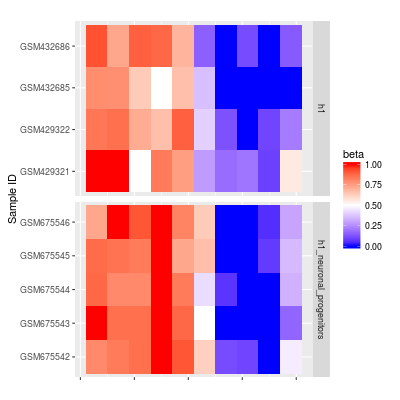 Sample ID
GSM432686
GSM432685
GSM429322
GSM429321
h1
GSM675546
GSM675545
GSM675544
GSM675543
GSM675542
h1_neuronal_progenitors
beta
1.00
0.75
0.50
0.25
0.00